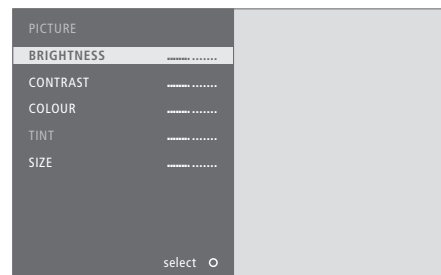 PICTURE
BRIGHTNESS ...............
CONTRAST ...............
COLOUR ...............
TINT ...............
SIZE ...............
select